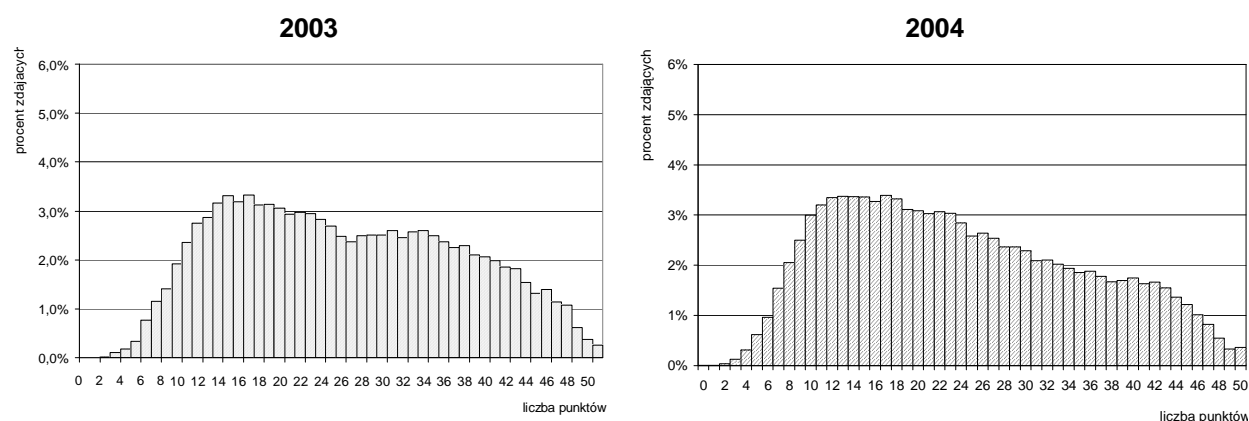 2003
procent zdajacych
6,0%
5,0%
4,0%
3,0%
2,0%
1,0%
0,0%
0 2 4 6 8 10 12 14 16 18 20 22 24 26 28 30 32 34 36 38 40 42 44 46 48 50
liczba punktów
2004
procent zdających
6%
5%
4%
3%
2%
1%
0%
0 2 4 6 8 10 12 14 16 18 20 22 24 26 28 30 32 34 36 38 40 42 44 46 48 50
liczba punktów